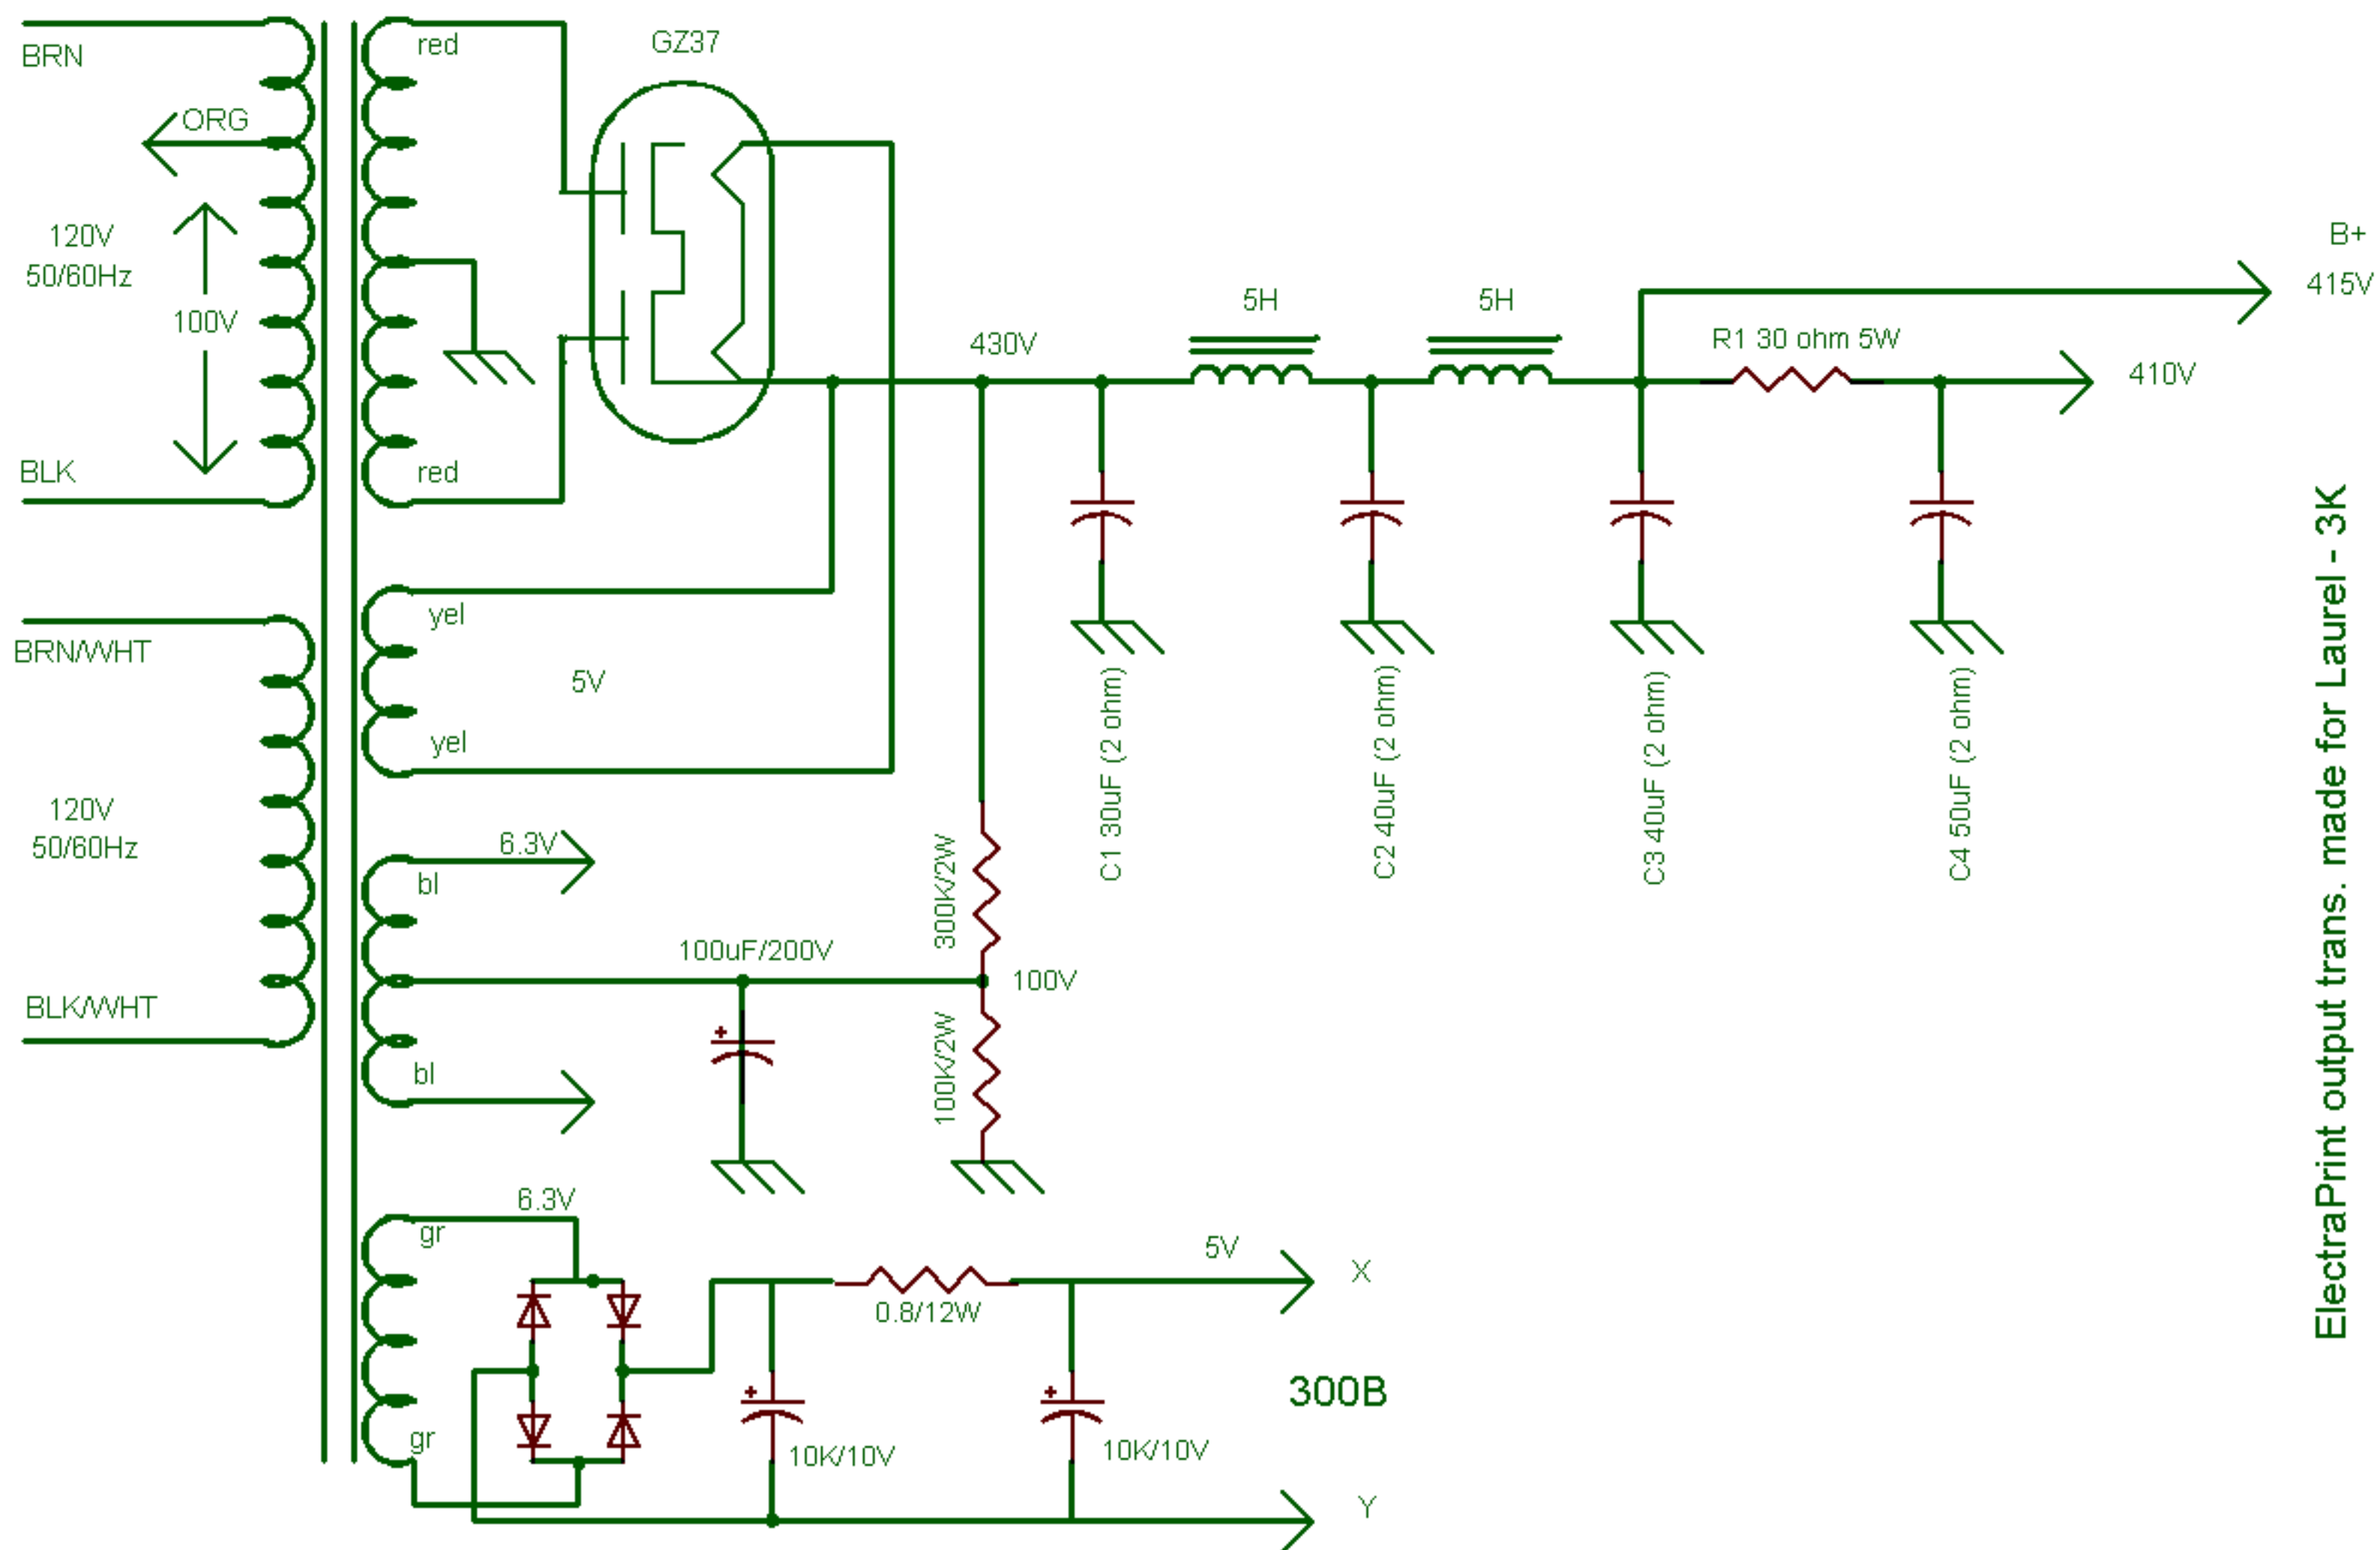 BRN
red
GZ37
ORG
120V
50/60Hz
100V
BLK
red
430V
5H
5H
B+
415V
R1 30 ohm 5W
410V
BRN/WHT
yel
5V
yel
120V
50/60Hz
BLK/WHT
6.3V
bl
100uF/200V
bl
300K/2W
100V
100K/2W
C1 30uF (2 ohm)
C2 40uF (2 ohm)
C3 40uF (2 ohm)
C4 50uF (2 ohm)
6.3V
gr
gr
+
0.8/12W
5V
X
+
10K/10V
+
10K/10V
300B
Y
ElectraPrint output trans. made for Laurel - 3K